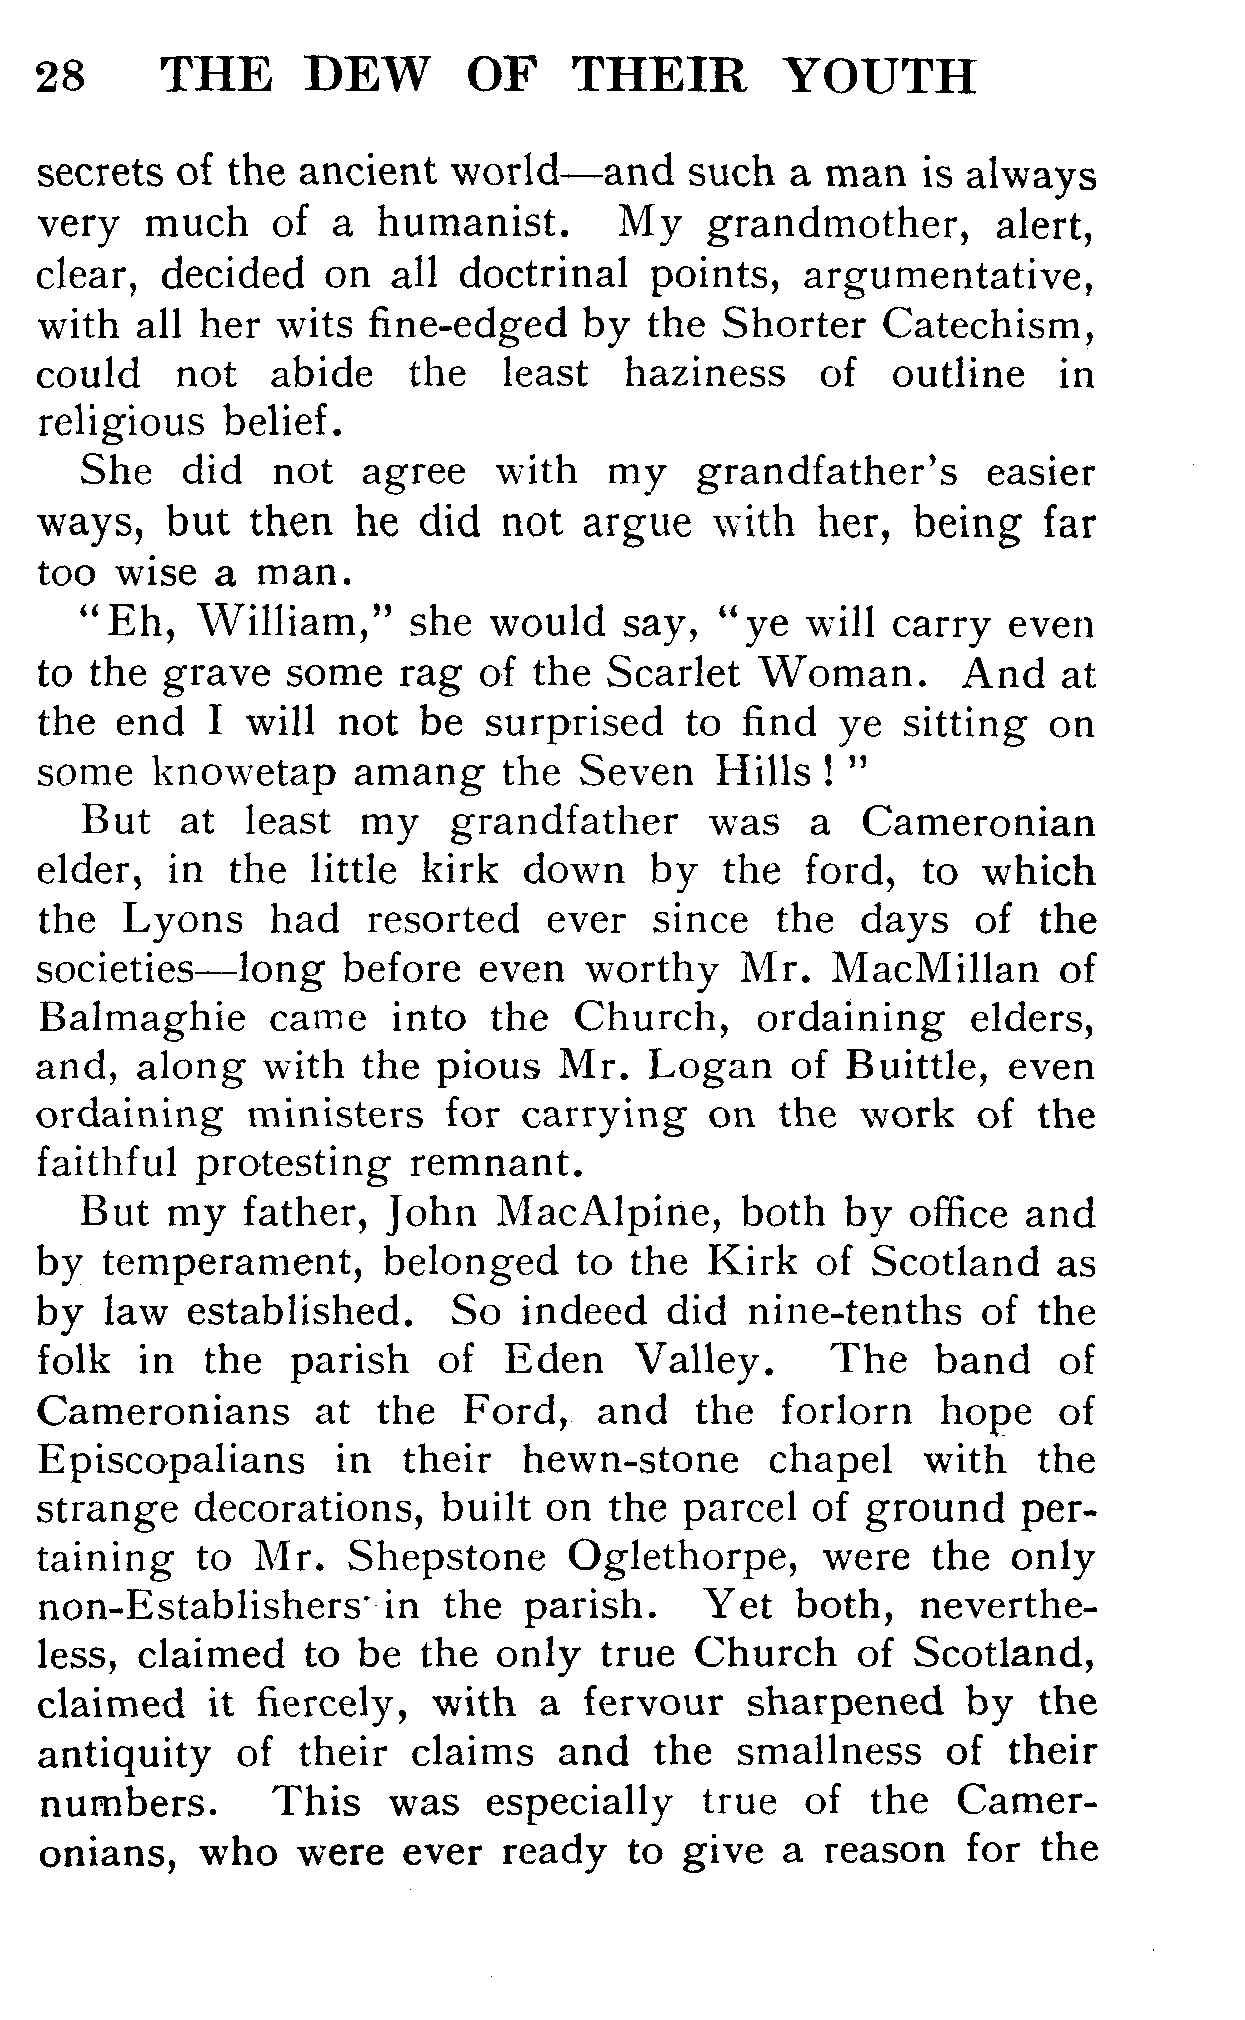 28 THE DEW OF THEIR YOUTH
secrets of the ancient world—and such a man is always
very much of a humanist. My grandmother, alert,
clear, decided on all doctrinal points, argumentative,
with all her wits fine-edged by the Shorter Catechism,
could not abide the least haziness of outline in
religious belief.
She did not agree with my grandfather's easier
ways, but then he did not argue with her, being far
too wise a man.
"Eh, William," she would say, "ye will carry even
to the grave some rag of the Scarlet Woman. And at
the end I will not be surprised to find ye sitting on
some knowetap amang the Seven Hills!"
But at least my grandfather was a Cameronian
elder, in the little kirk down by the ford, to which
the Lyons had resorted ever since the days of the
societies—long before even worthy Mr. MacMillan of
Balmaghie came into the Church, ordaining elders,
and, along with the pious Mr. Logan of Buittle, even
ordaining ministers for carrying on the work of the
faithful protesting remnant.
But my father, John MacAlpine, both by office and
by temperament, belonged to the Kirk of Scotland as
by law established. So indeed did nine-tenths of the
folk in the parish of Eden Valley. The band of
Cameronians at the Ford, and the forlorn hope of
Episcopalians in their hewn-stone chapel with the
strange decorations, built on the parcel of ground per-
taining to Mr. Shepstone Oglethorpe, were the only
non-Establishers in the parish. Yet both, neverthe-
less, claimed to be the only true Church of Scotland,
claimed it fiercely, with a fervour sharpened by the
antiquity of their claims and the smallness of their
numbers. This was especially true of the Camer-
onians, who were ever ready to give a reason for the